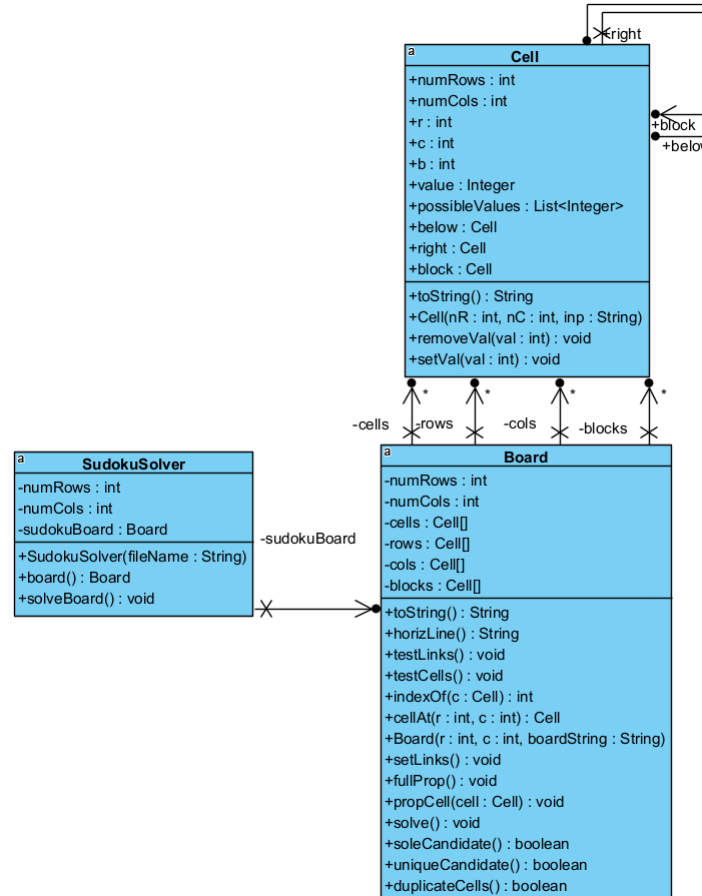 +right
a
Cell
+numRows : int
+numCols : int
+r : int
+c : int
+b : int
+value : Integer
+possibleValues : List<Integer>
+below : Cell
+right : Cell
+block : Cell
+toString() : String
+Cell(nR : int, nC : int, inp : String)
+removeVal(val : int) : void
+setVal(val : int) : void
+block
+below
* * * *
-cells -rows -cols -blocks
a
SudokuSolver
-numRows : int
-numCols : int
-sudokuBoard : Board
+SudokuSolver(fileName : String)
+board() : Board
+solveBoard() : void
-sudokuBoard
a
Board
-numRows : int
-numCols : int
-cells : Cell[]
-rows : Cell[]
-cols : Cell[]
-blocks : Cell[]
+toString() : String
+horizLine() : String
+testLinks() : void
+testCells() : void
+indexOf(c : Cell) : int
+cellAt(r : int, c : int) : Cell
+Board(r : int, c : int, boardString : String)
+setLinks() : void
+fullProp() : void
+propCell(cell : Cell) : void
+solve() : void
+soleCandidate() : boolean
+uniqueCandidate() : boolean
+duplicateCells() : boolean